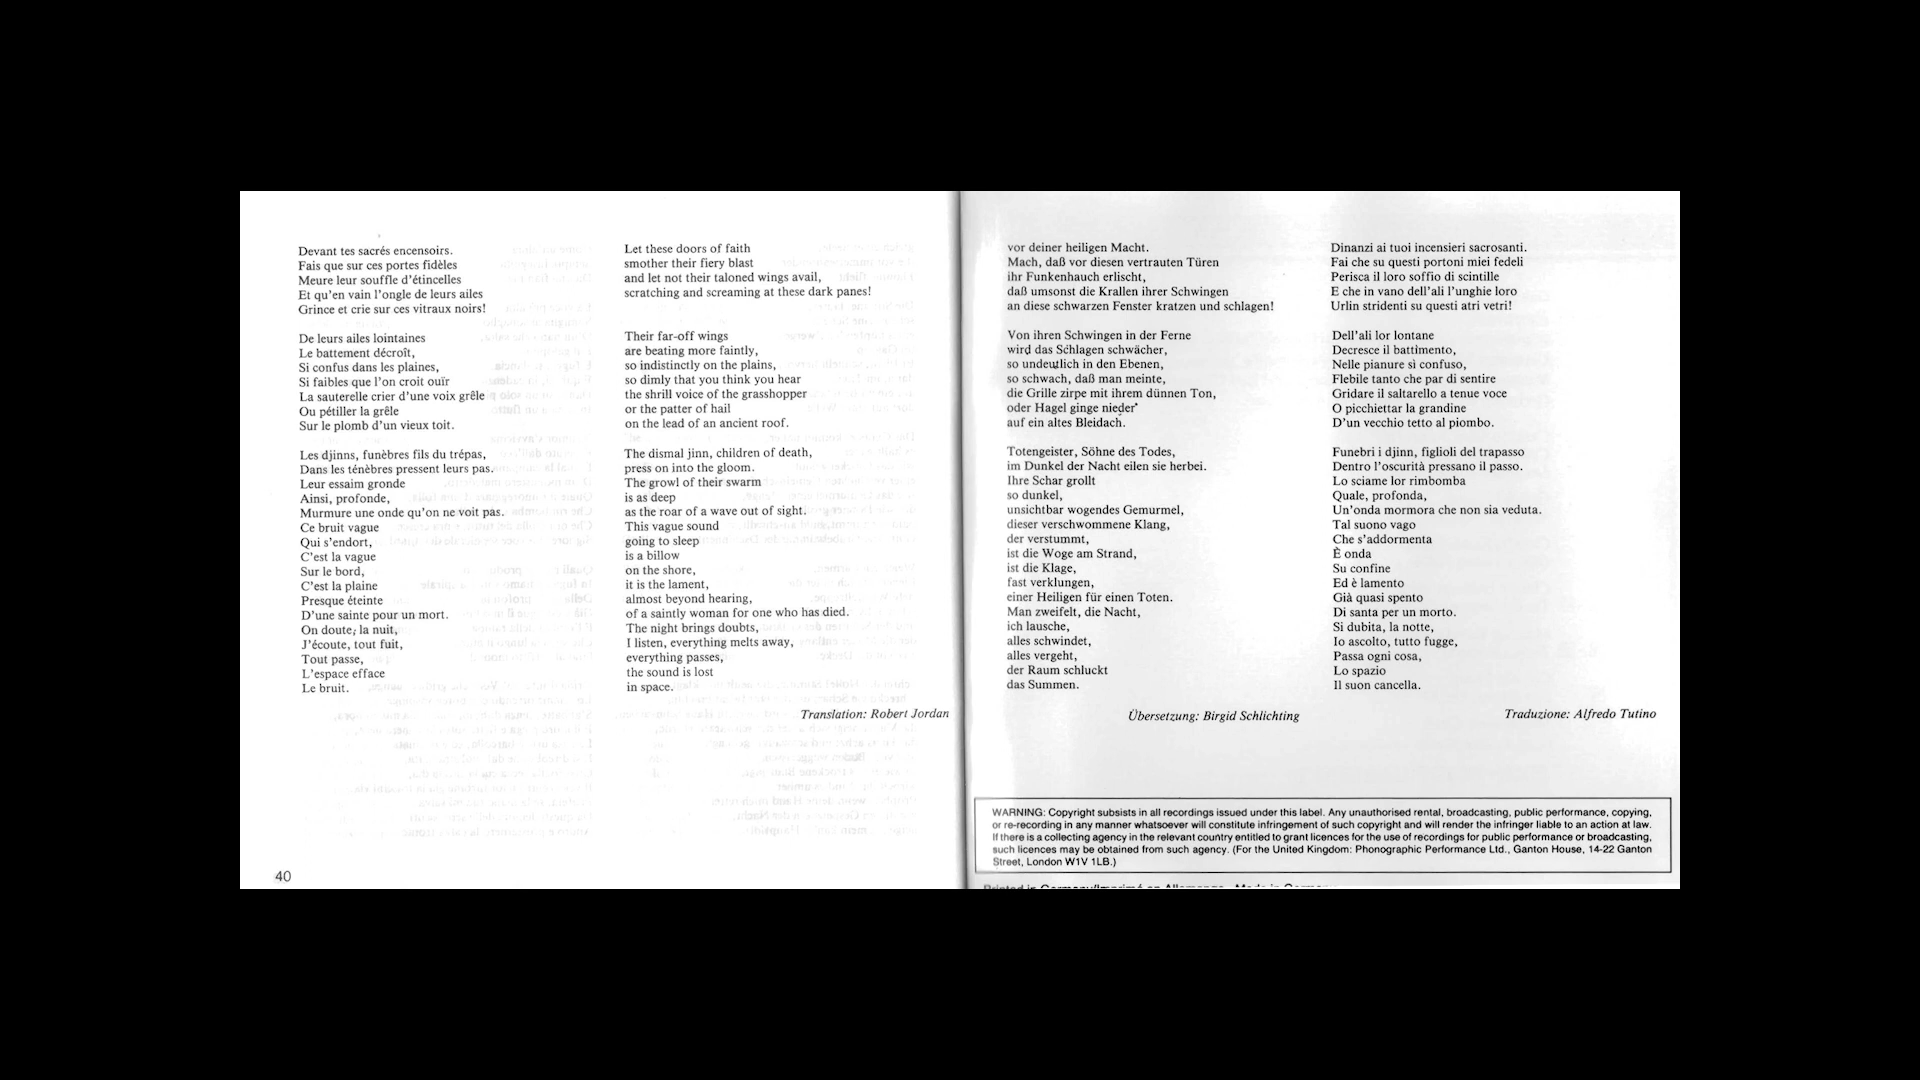 Devant tes sacrés encensoirs.
Fais que sur ces portes fidèles
Meure leur souffle d'étincelles
Et qu'en vain l'ongle de leurs ailes
Grince et crie sur ces vitraux noirs!
De leurs ailes lointaines
Le battement décroît,
Si confus dans les plaines,
Si faibles que l'on croit ouïr
La sauterelle crier d'une voix grêle
Ou pétiller la grêle
Sur le plomb d'un vieux toit.
Les djinns, funèbres fils du trépas,
Dans les ténèbres pressent leurs pas.
Leur essaim gronde
Ainsi, profonde,
Murmure une onde qu'on ne voit pas.
Ce bruit vague
Qui s'endort,
C'est la vague
Sur le bord,
C'est la plaine
Presque éteinte
D'une sainte pour un mort.
On doute, la nuit,
J'écoute, tout fuit,
Tout passe,
L'espace efface
Le bruit.
Let these doors of faith
smother their fiery blast
and let not their taloned wings avail,
scratching and screaming at these dark panes!
Their far-off wings
are beating more faintly,
so indistinctly on the plains,
so dimly that you think you hear
the shrill voice of the grasshopper
or the patter of hail
on the lead of an ancient roof.
The dismal jinn, children of death,
press on into the gloom.
The growl of their swarm
is as deep
as the roar of a wave out of sight.
This vague sound
going to sleep
is a billow
on the shore,
it is the lament,
almost beyond hearing,
of a saintly woman for one who has died.
The night brings doubts,
I listen, everything melts away,
everything passes,
the sound is lost
in space.
Translation: Robert Jordan
40
vor deiner heiligen Macht.
Mach, daß vor diesen vertrauten Türen
ihr Funkenhauch erlischt,
daß umsonst die Krallen ihrer Schwingen
an diese schwarzen Fenster kratzen und schlagen!
Von ihren Schwingen in der Ferne
wird das Schlagen schwächer,
so undeutlich in den Ebenen,
so schwach, daß man meinte,
die Grille zirpe mit ihrem dünnen Ton,
oder Hagel ginge nieder
auf ein altes Bleidach.
Totengeister, Söhne des Todes,
im Dunkel der Nacht eilen sie herbei.
Ihre Schar grollt
so dunkel,
unsichtbar wogendes Gemurmel,
dieser verschwommene Klang,
der verstummt,
ist die Woge am Strand,
ist die Klage,
fast verklungen,
einer Heiligen für einen Toten.
Man zweifelt, die Nacht,
ich lausche,
alles schwindet,
alles vergeht,
der Raum schluckt
das Summen.
Übersetzung: Birgid Schlichting
Dinanzi ai tuoi incensieri sacrosanti.
Fai che su questi portoni miei fedeli
Perisca il loro soffio di scintille
E che in vano dell'ali l'unghie loro
Urlin stridenti su questi atri vetri!
Dell'ali lor lontane
Decresce il battimento,
Nelle pianure sì confuso,
Flebile tanto che par di sentire
Gridare il saltarello a tenue voce
O picchiettar la grandine
D'un vecchio tetto al piombo.
Funebri i djinn, figlioli del trapasso
Dentro l'oscurità pressano il passo.
Lo sciame lor rimbomba
Quale, profonda,
Un'onda mormora che non sia veduta.
Tal suono vago
Che s'addormenta
È onda
Su confine
Ed è lamento
Già quasi spento
Di santa per un morto.
Si dubita, la notte,
Io ascolto, tutto fugge,
Passa ogni cosa,
Lo spazio
Il suon cancella.
Traduzione: Alfredo Tutino
WARNING: Copyright subsists in all recordings issued under this label. Any unauthorised rental, broadcasting, public performance, copying,
or re-recording in any manner whatsoever will constitute infringement of such copyright and will render the infringer liable to an action at law.
If there is a collecting agency in the relevant country entitled to grant licences for the use of recordings for public performance or broadcasting,
such licences may be obtained from such agency. (For the United Kingdom: Phonographic Performance Ltd., Ganton House, 14-22 Ganton
Street, London W1V 1LB.)